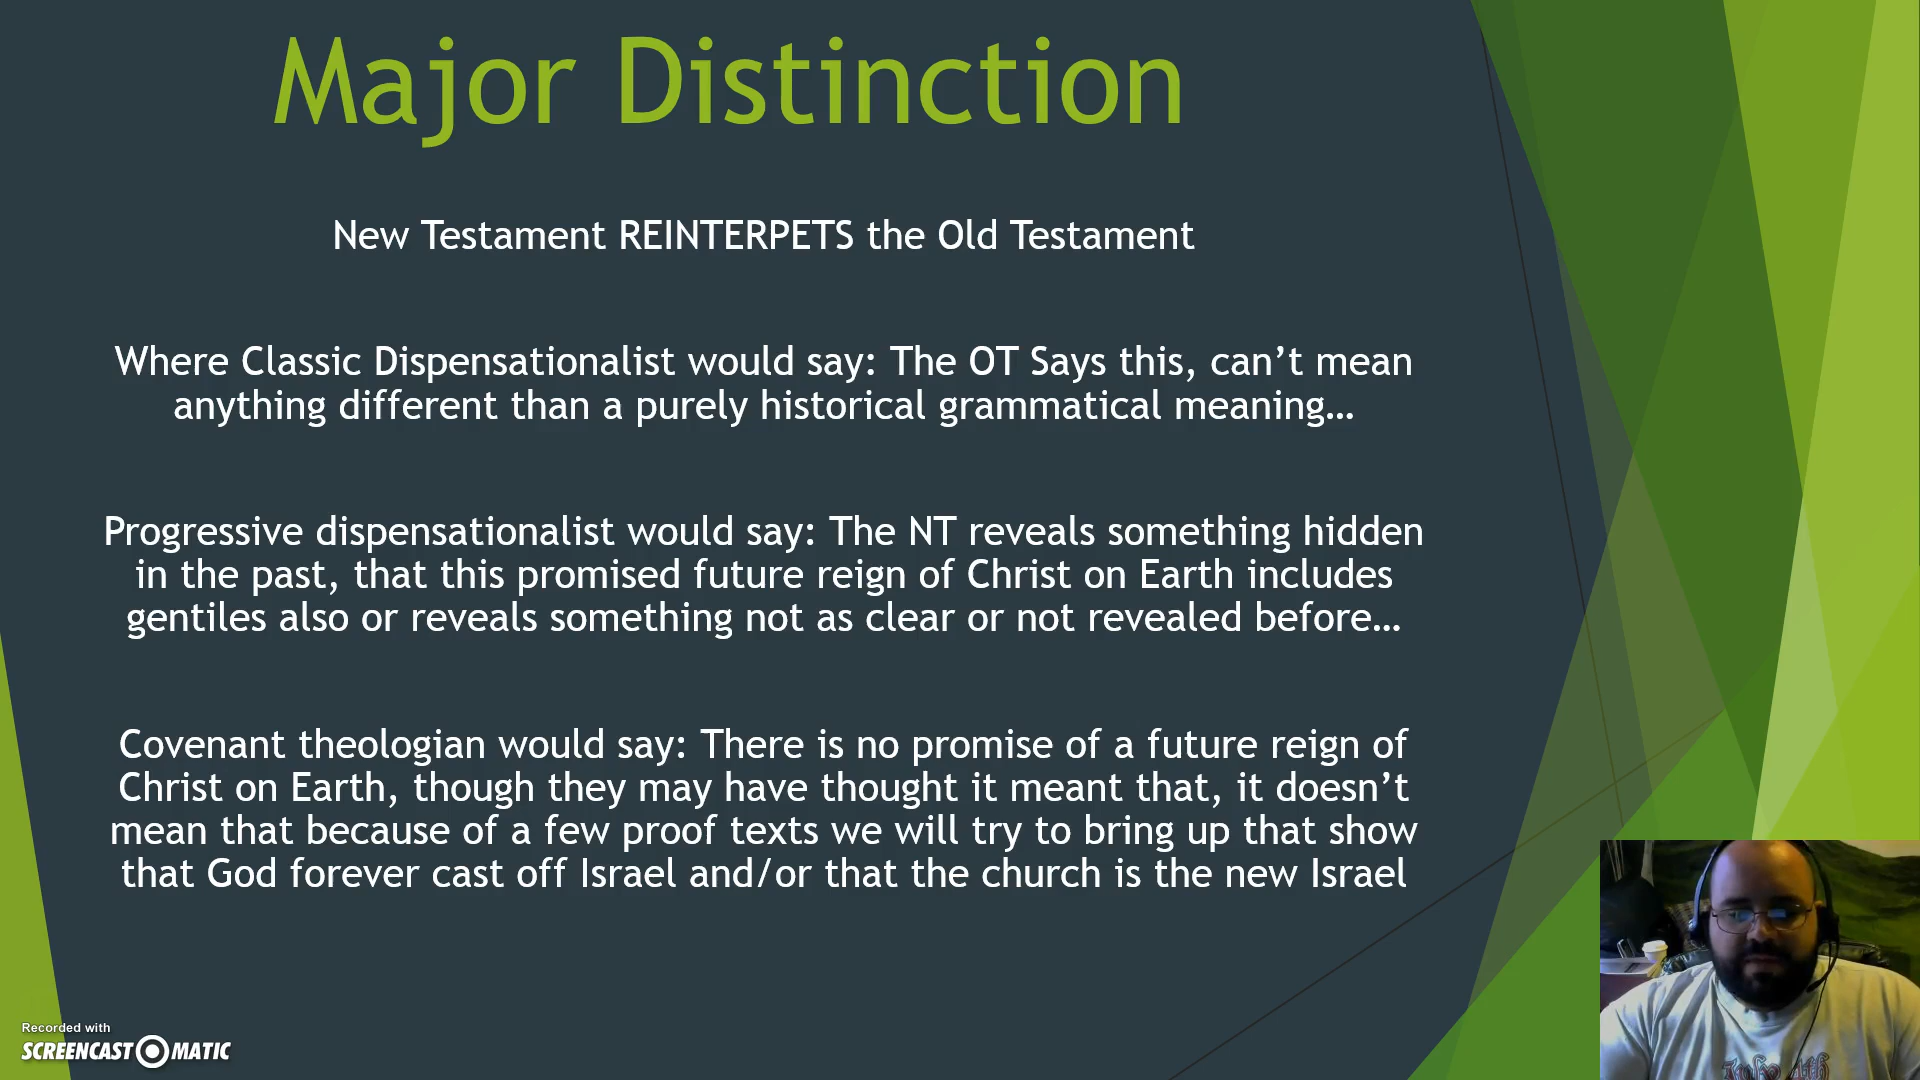 Major Distinction
New Testament REINTERPETS the Old Testament
Where Classic Dispensationalist would say: The OT Says this, can’t mean
anything different than a purely historical grammatical meaning…
Progressive dispensationalist would say: The NT reveals something hidden
in the past, that this promised future reign of Christ on Earth includes
gentiles also or reveals something not as clear or not revealed before…
Covenant theologian would say: There is no promise of a future reign of
Christ on Earth, though they may have thought it meant that, it doesn’t
mean that because of a few proof texts we will try to bring up that show
that God forever cast off Israel and/or that the church is the new Israel
Recorded with
SCREENCAST MATIC